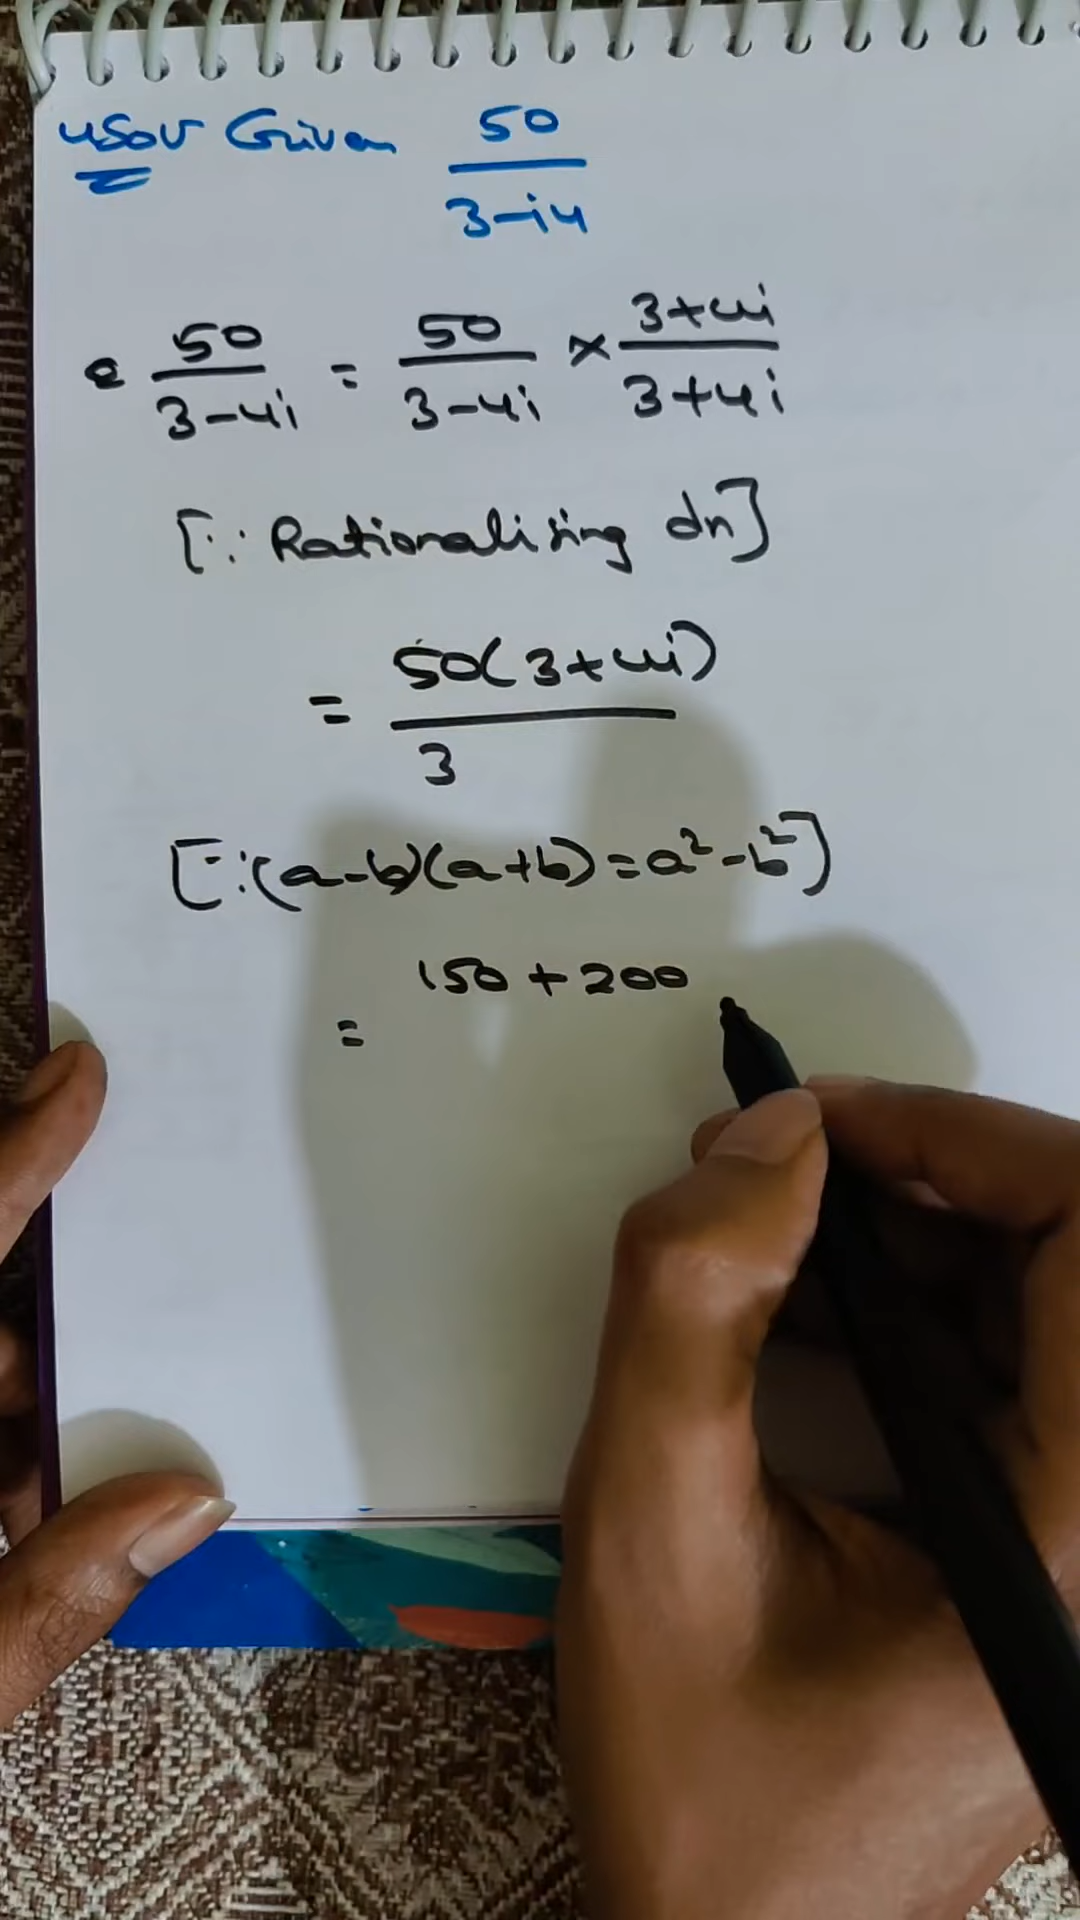 4Sol Given 50/3-i4
50/3-4i = 50/3-4i × 3+4i/3+4i
[∵ Rationalising dn]
= 50(3+4i)/3
[∵(a-b)(a+b)=a²-b²]
= 150+200